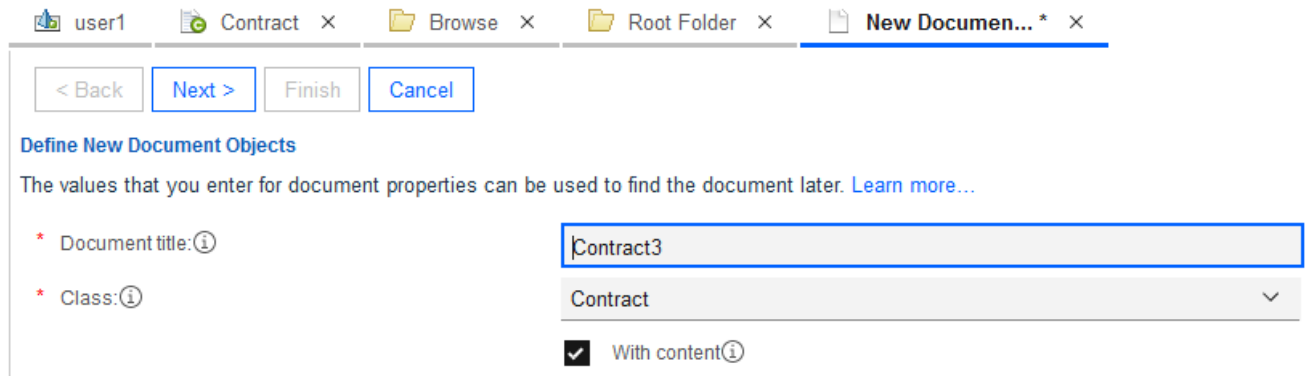 user1 Contract × Browse × Root Folder × New Documen... * ×
< Back Next > Finish Cancel
Define New Document Objects
The values that you enter for document properties can be used to find the document later. Learn more...
* Document title: Contract3
* Class: Contract
With content